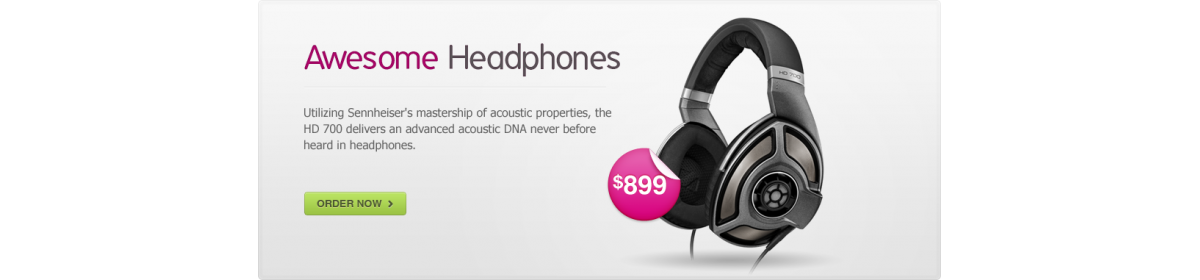 Awesome Headphones
Utilizing Sennheiser's mastership of acoustic properties, the
HD 700 delivers an advanced acoustic DNA never before
heard in headphones.
ORDER NOW
$899
HD 700